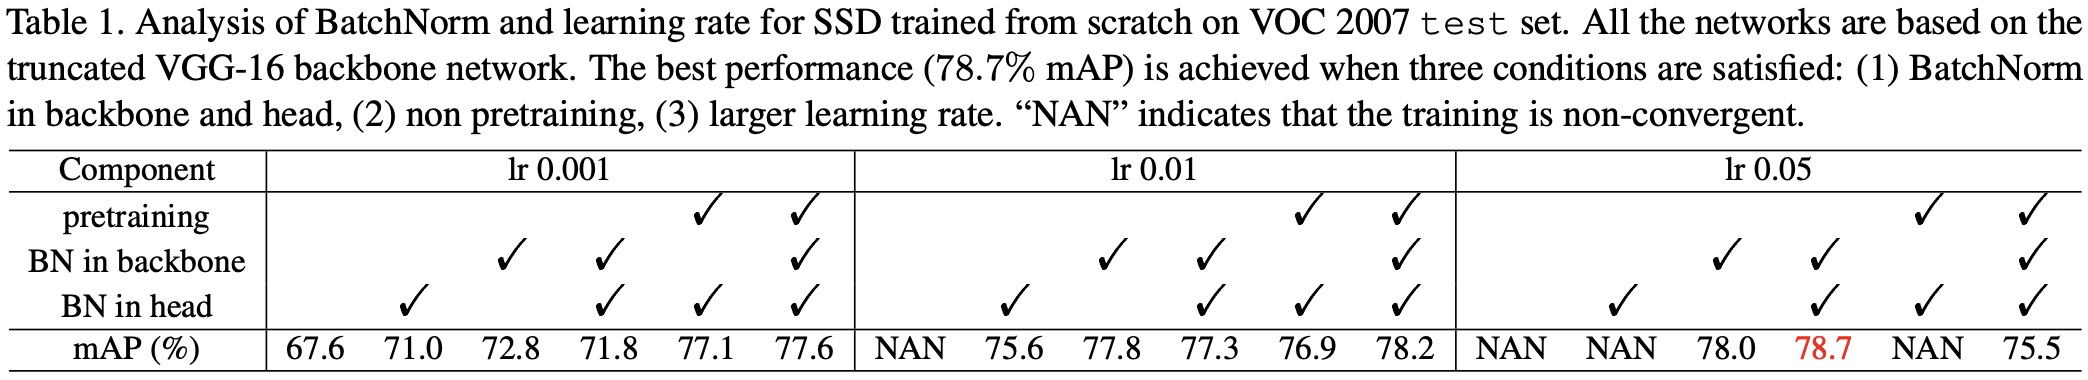 Table 1. Analysis of BatchNorm and learning rate for SSD trained from scratch on VOC 2007 test set. All the networks are based on the
truncated VGG-16 backbone network. The best performance (78.7% mAP) is achieved when three conditions are satisfied: (1) BatchNorm
in backbone and head, (2) non pretraining, (3) larger learning rate. “NAN” indicates that the training is non-convergent.
Component lr 0.001 lr 0.01 lr 0.05
pretraining ✓ ✓ ✓ ✓ ✓ ✓
BN in backbone ✓ ✓ ✓ ✓ ✓ ✓ ✓ ✓ ✓
BN in head ✓ ✓ ✓ ✓ ✓ ✓ ✓ ✓ ✓ ✓ ✓ ✓
mAP (%) 67.6 71.0 72.8 71.8 77.1 77.6 NAN 75.6 77.8 77.3 76.9 78.2 NAN NAN 78.0 78.7 NAN 75.5